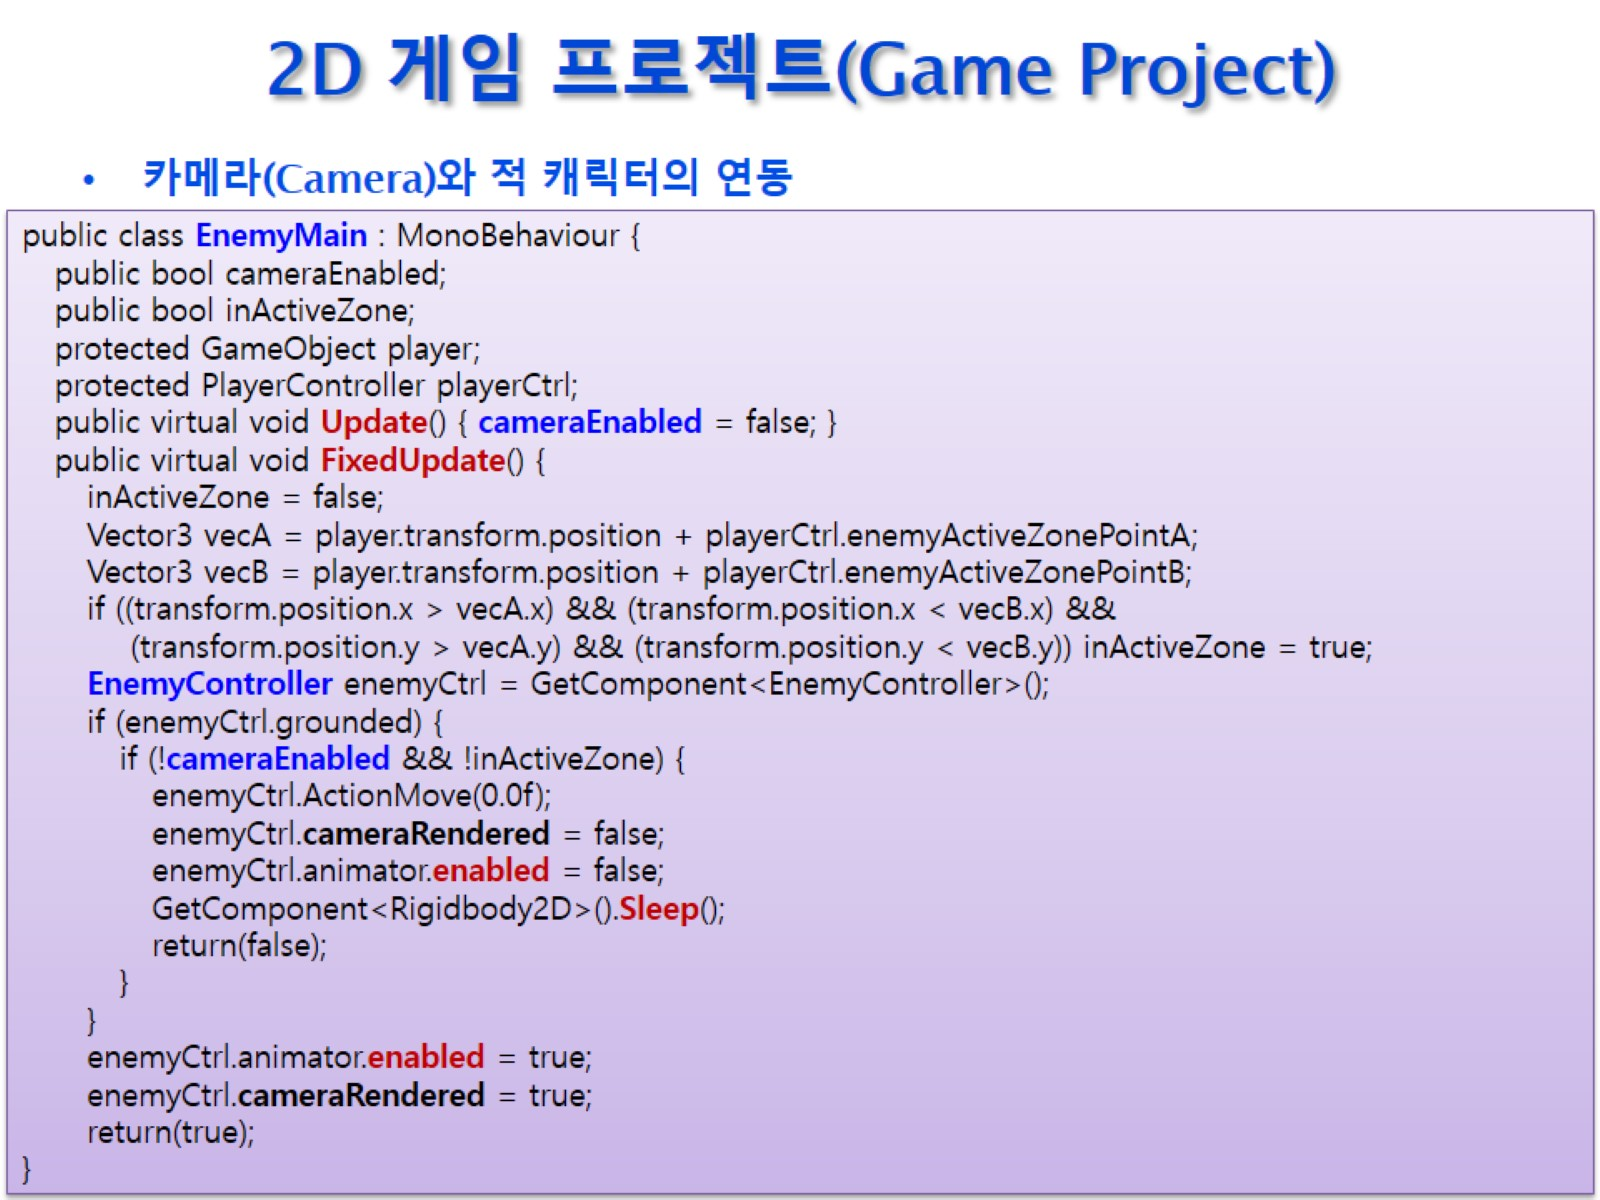 2D 게임 프로젝트(Game Project)
• 카메라(Camera)와 적 캐릭터의 연동
public class EnemyMain : MonoBehaviour {
public bool cameraEnabled;
public bool inActiveZone;
protected GameObject player;
protected PlayerController playerCtrl;
public virtual void Update() { cameraEnabled = false; }
public virtual void FixedUpdate() {
inActiveZone = false;
Vector3 vecA = player.transform.position + playerCtrl.enemyActiveZonePointA;
Vector3 vecB = player.transform.position + playerCtrl.enemyActiveZonePointB;
if ((transform.position.x > vecA.x) && (transform.position.x < vecB.x) &&
(transform.position.y > vecA.y) && (transform.position.y < vecB.y)) inActiveZone = true;
EnemyController enemyCtrl = GetComponent<EnemyController>();
if (enemyCtrl.grounded) {
if (!cameraEnabled && !inActiveZone) {
enemyCtrl.ActionMove(0.0f);
enemyCtrl.cameraRendered = false;
enemyCtrl.animator.enabled = false;
GetComponent<Rigidbody2D>().Sleep();
return(false);
}
}
enemyCtrl.animator.enabled = true;
enemyCtrl.cameraRendered = true;
return(true);
}